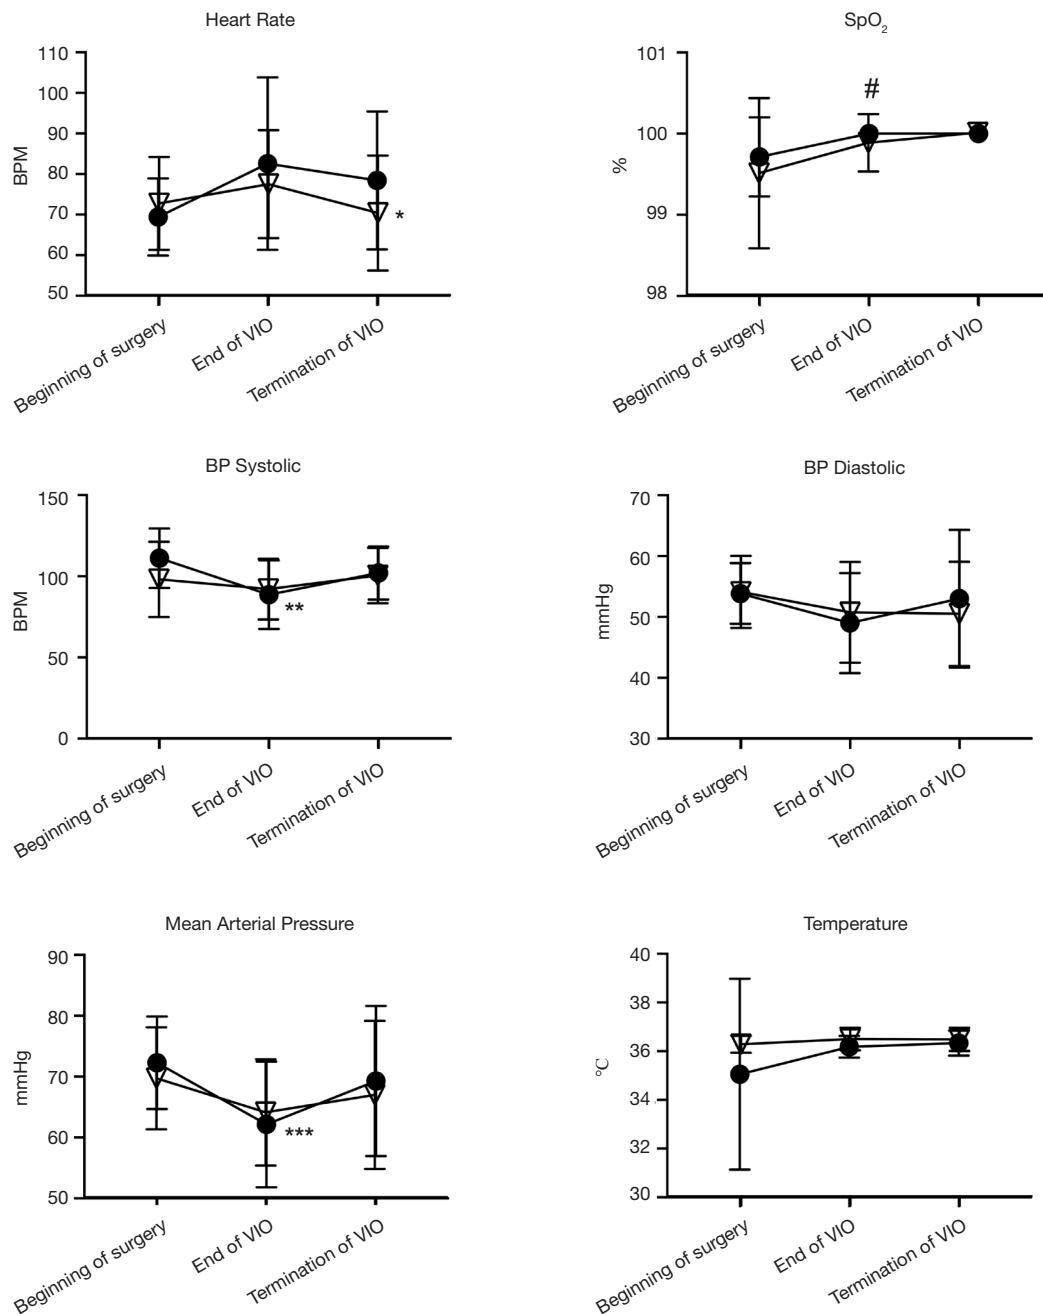 Heart Rate
110
100
90
80
70
60
50
BPM
*
Beginning of surgery
End of VIO
Termination of VIO
SpO₂
101
100
99
98
%
#
Beginning of surgery
End of VIO
Termination of VIO
BP Systolic
150
100
50
0
BPM
**
Beginning of surgery
End of VIO
Termination of VIO
BP Diastolic
70
60
50
40
30
mmHg
Beginning of surgery
End of VIO
Termination of VIO
Mean Arterial Pressure
90
80
70
60
50
mmHg
***
Beginning of surgery
End of VIO
Termination of VIO
Temperature
40
38
36
34
32
30
°C
Beginning of surgery
End of VIO
Termination of VIO